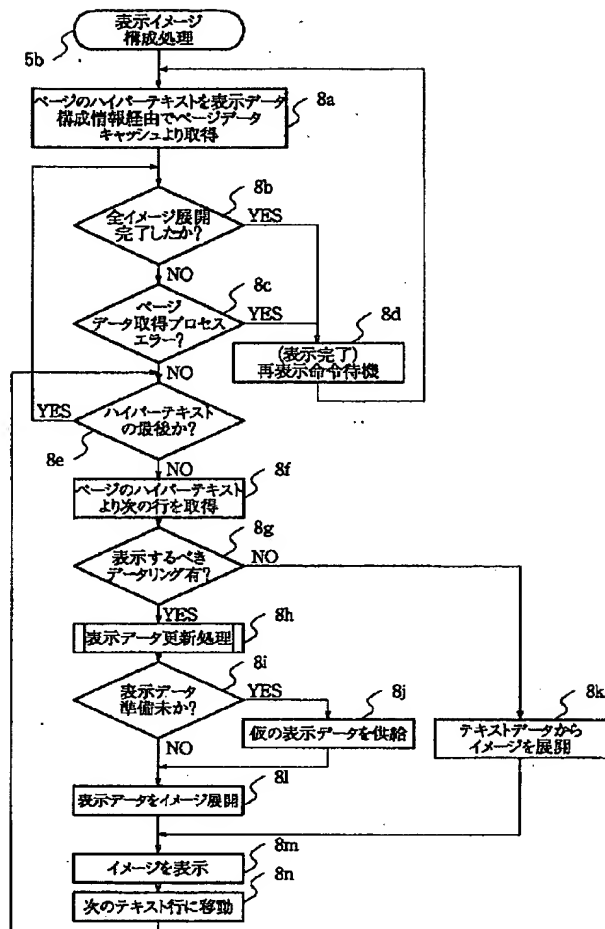 表示イメージ
構成処理
5b
ページのハイパーテキストを表示データ
構成情報経由でページデータ
キャッシュより取得
8a
全イメージ展開
完了したか?
8b
YES
NO
ページ
データ取得プロセス
エラー?
8c
YES
NO
(表示完了)
再表示命令待機
8d
ハイパーテキスト
の最後か?
YES
8e
NO
ページのハイパーテキスト
より次の行を取得
8f
表示するべき
データリング有?
8g
NO
YES
表示データ更新処理
8h
表示データ
準備未か?
8i
YES
NO
仮の表示データを供給
8j
テキストデータから
イメージを展開
8k
表示データをイメージ展開
8l
イメージを表示
8m
次のテキスト行に移動
8n